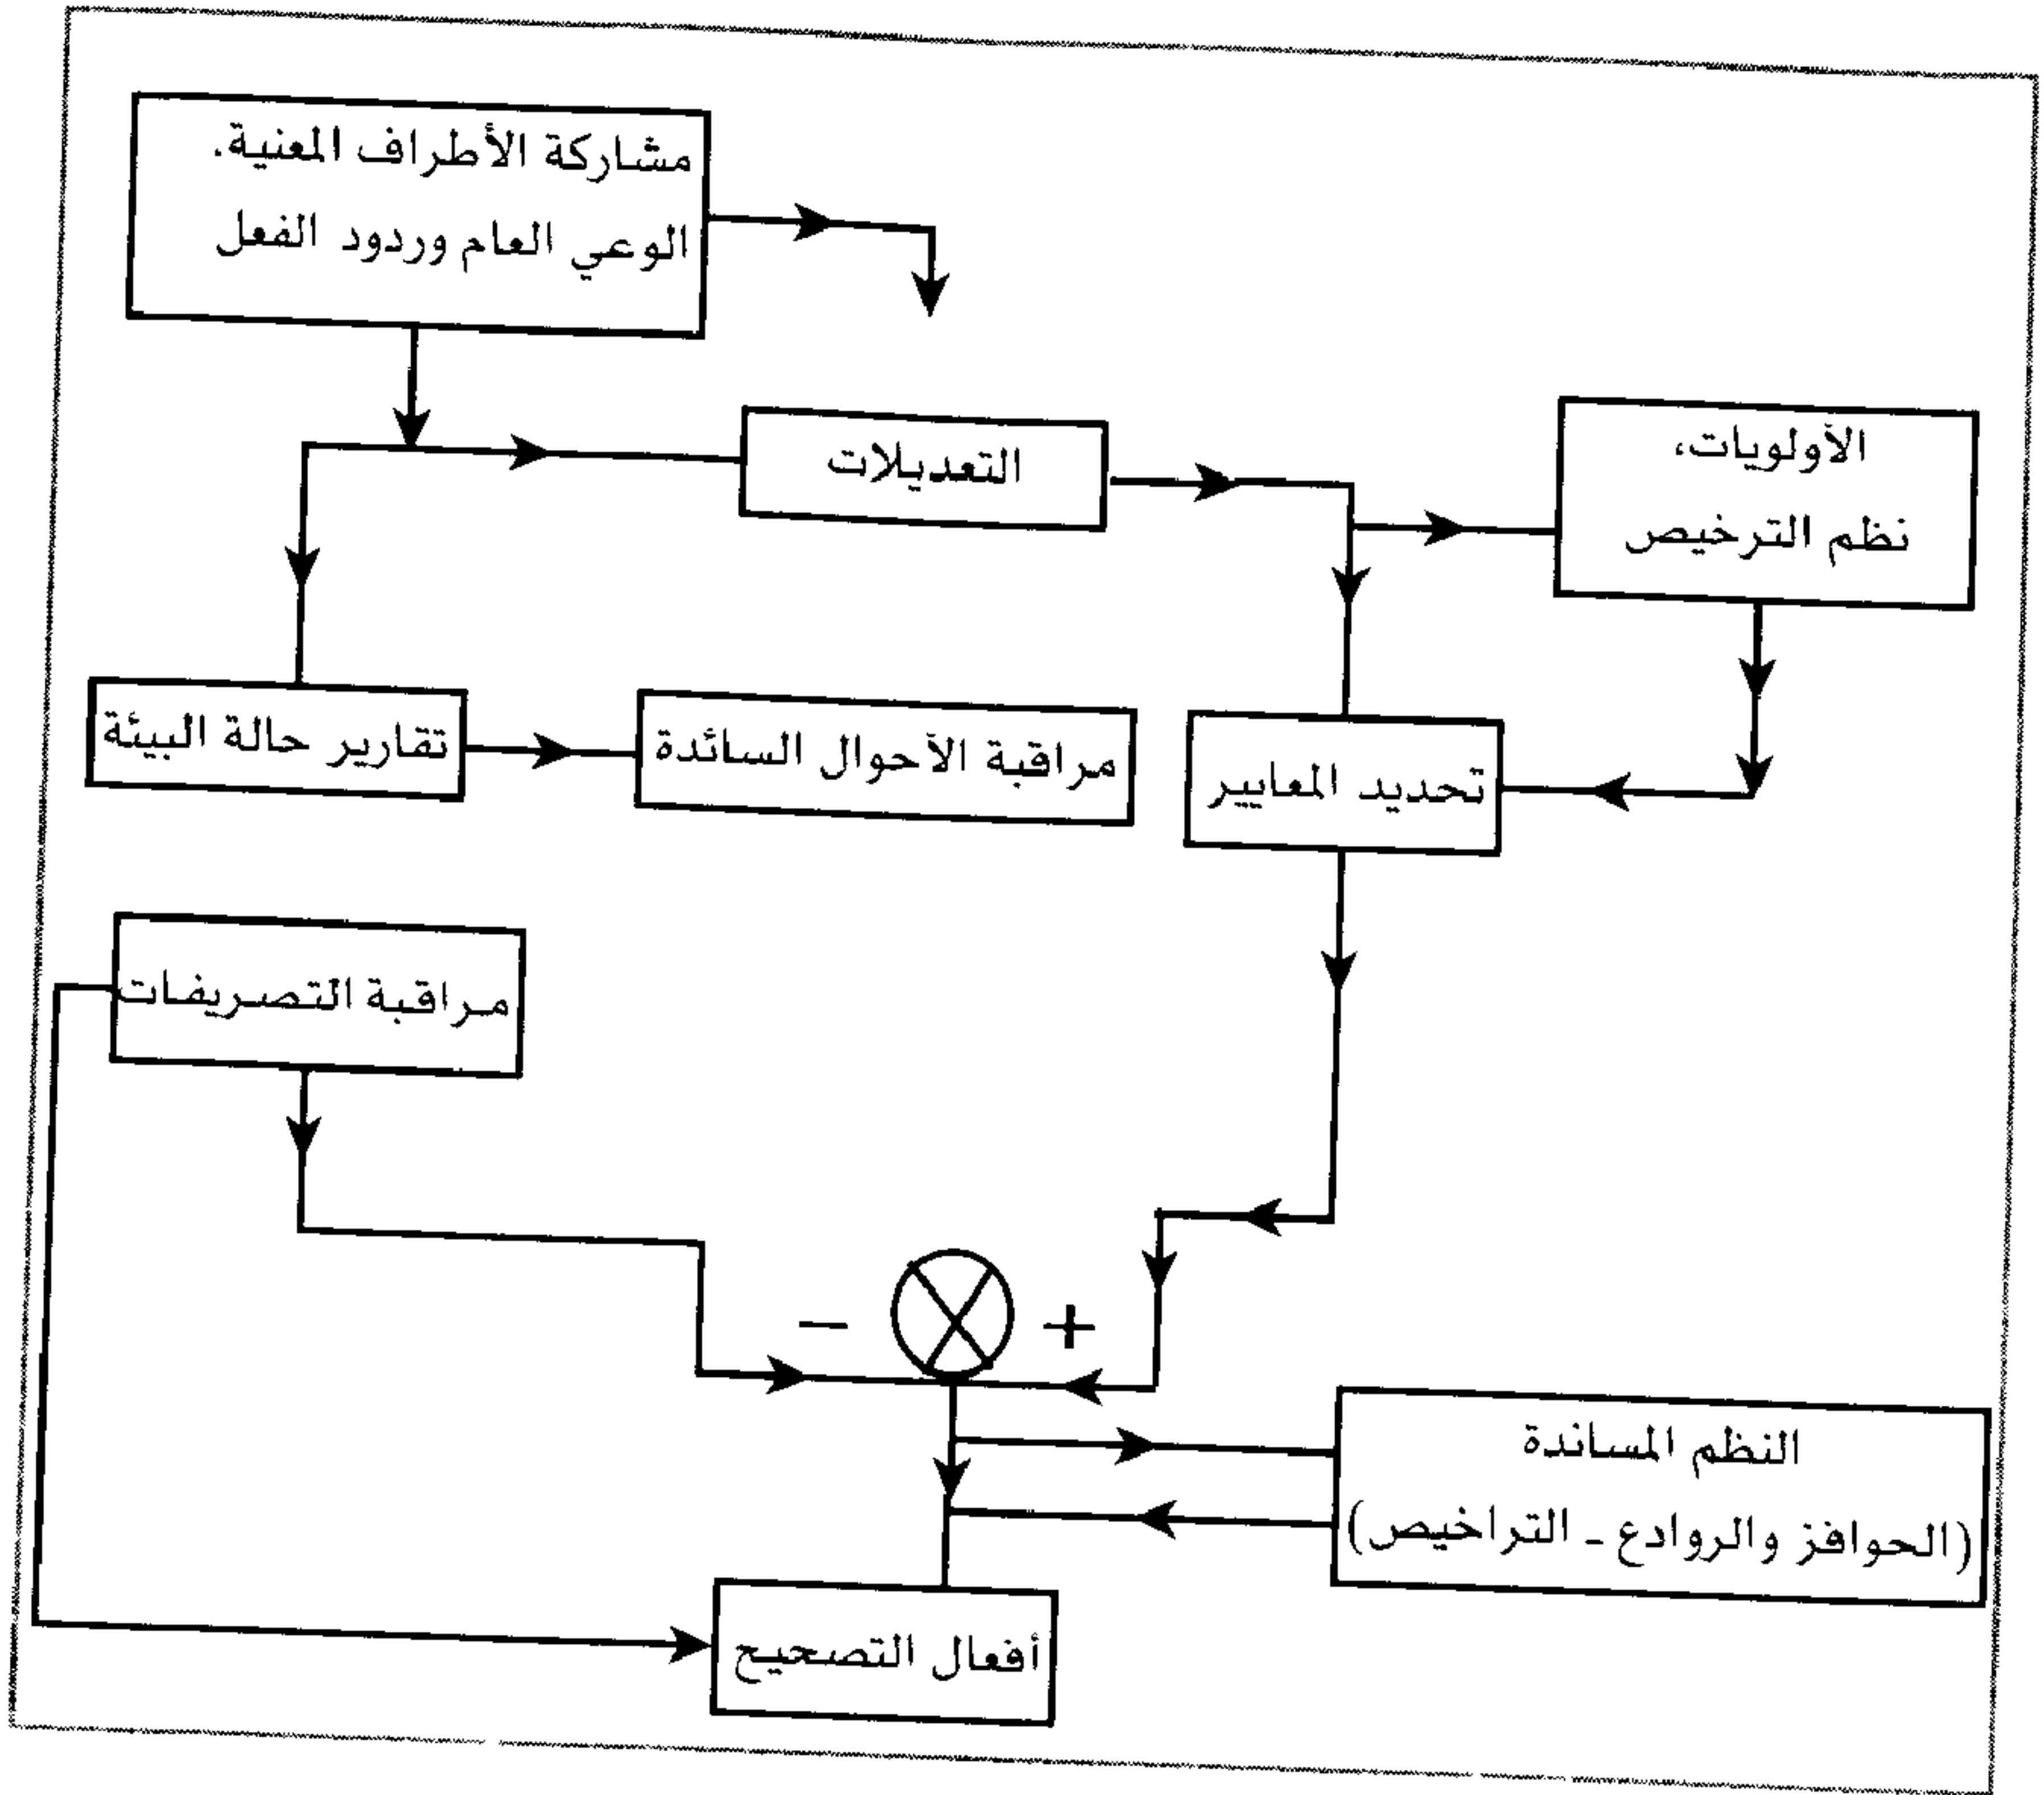 مشاركة الأطراف المعنية.
الوعي العام وردود الفعل
الأولويات،
نظم الترخيص
التعديلات
تحديد المعايير
مراقبة الأحوال السائدة
تقارير حالة البيئة
مراقبة التصريفات
+
–
النظم المساندة
(الحوافز والروادع - التراخيص)
أفعال التصحيح